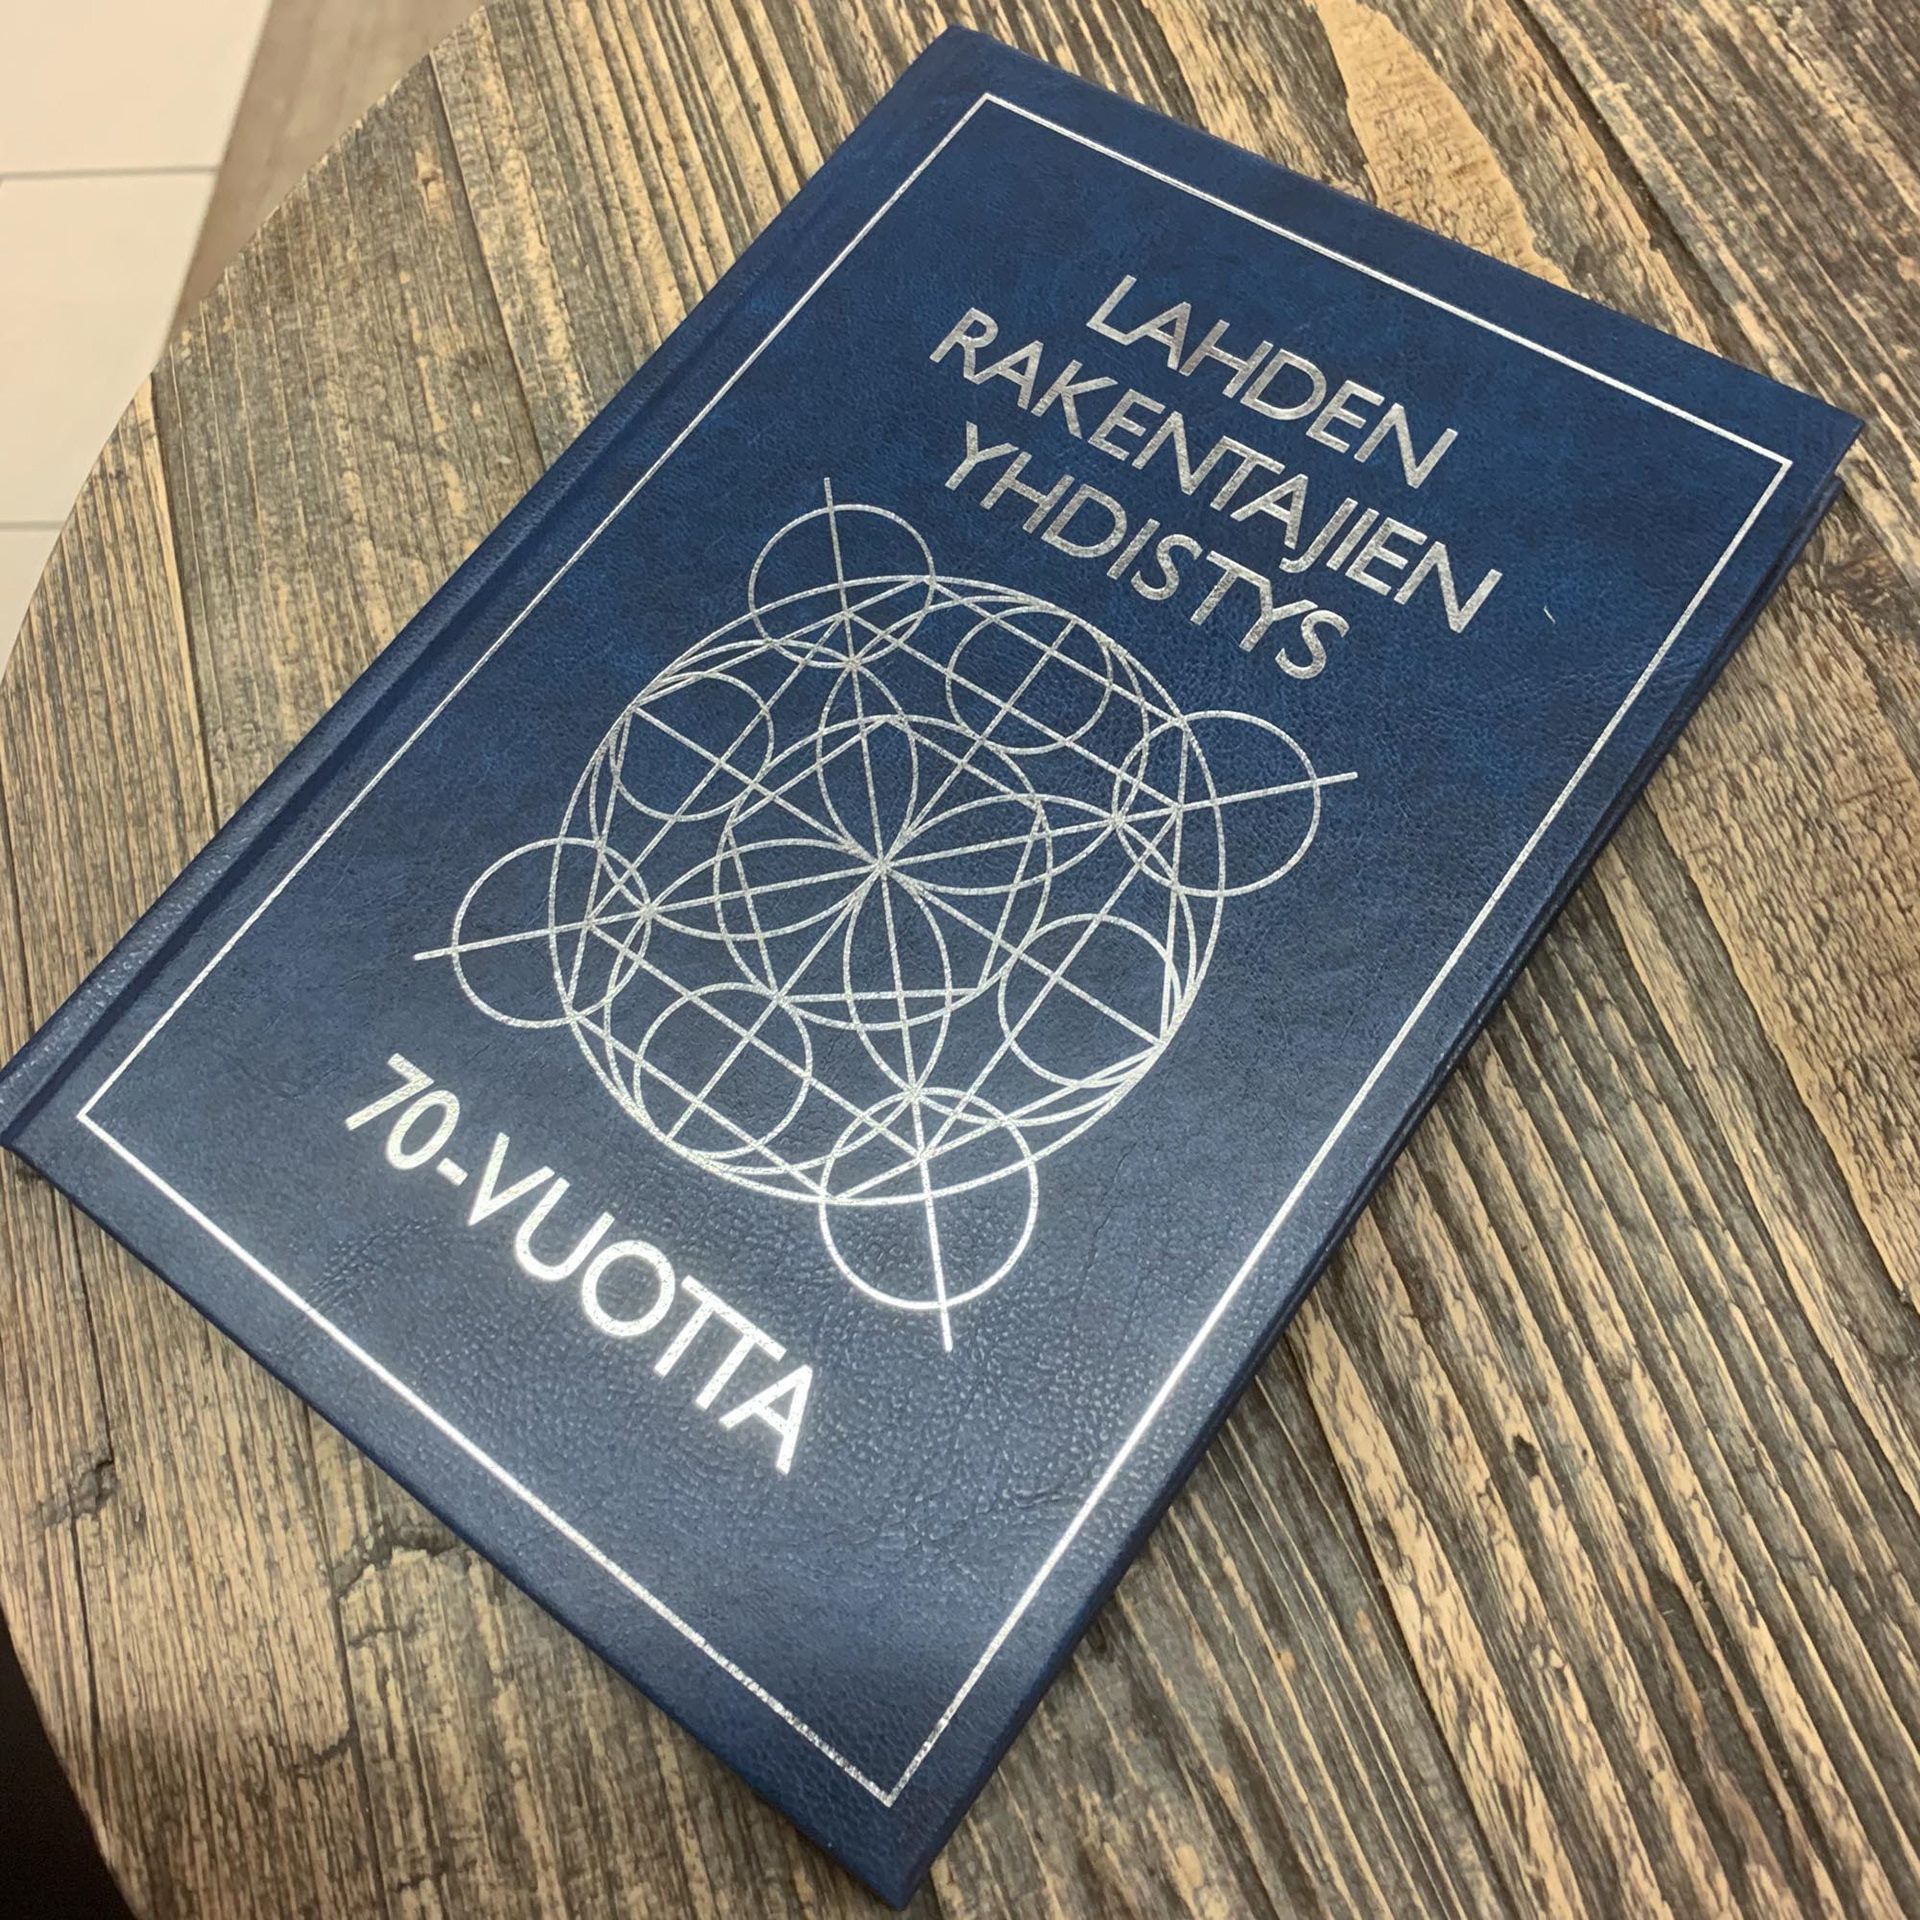 LAHDEN
RAKENTAJIEN
YHDISTYS
70-VUOTTA